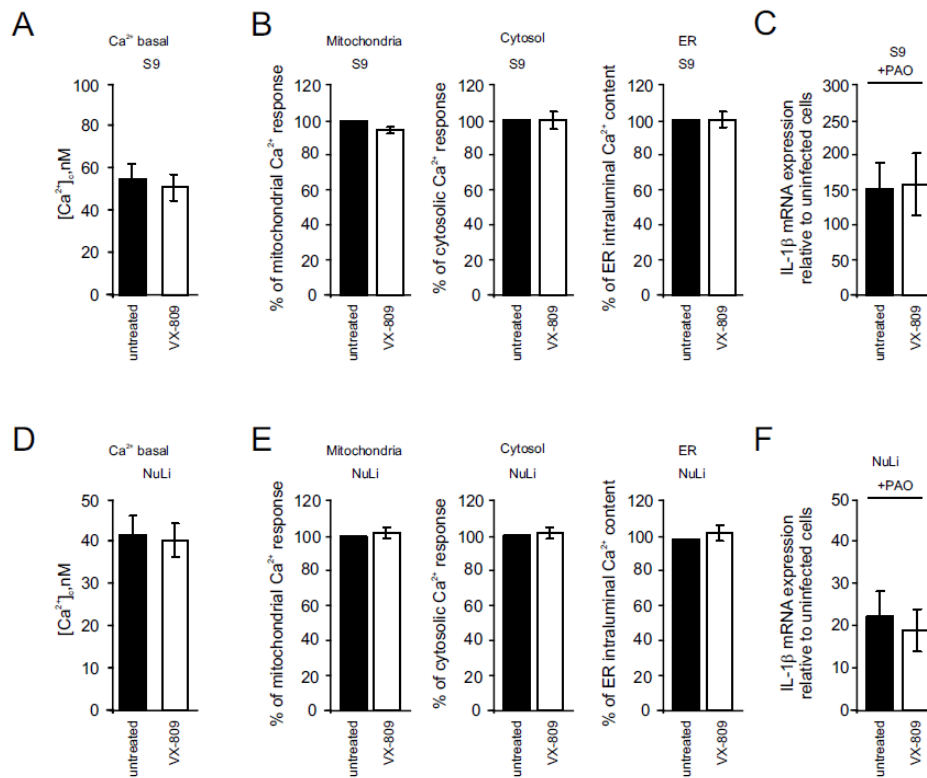 A
Ca²⁺ basal
S9
[Ca²⁺]c,nM
100
80
60
40
20
0
untreated
VX-809
B
Mitochondria
S9
% of mitochondrial Ca²⁺ response
120
100
80
60
40
20
0
untreated
VX-809
Cytosol
S9
% of cytosolic Ca²⁺ response
120
100
80
60
40
20
0
untreated
VX-809
ER
S9
% of ER intraluminal Ca²⁺ content
120
100
80
60
40
20
0
untreated
VX-809
C
S9
+PAO
IL-1β mRNA expression
relative to uninfected cells
300
250
200
150
100
50
0
untreated
VX-809
D
Ca²⁺ basal
NuLi
[Ca²⁺]c,nM
50
40
30
20
10
0
untreated
VX-809
E
Mitochondria
NuLi
% of mitochondrial Ca²⁺ response
120
100
80
60
40
20
0
untreated
VX-809
Cytosol
NuLi
% of cytosolic Ca²⁺ response
120
100
80
60
40
20
0
untreated
VX-809
ER
NuLi
% of ER intraluminal Ca²⁺ content
120
100
80
60
40
20
0
untreated
VX-809
F
NuLi
+PAO
IL-1β mRNA expression
relative to uninfected cells
50
40
30
20
10
0
untreated
VX-809